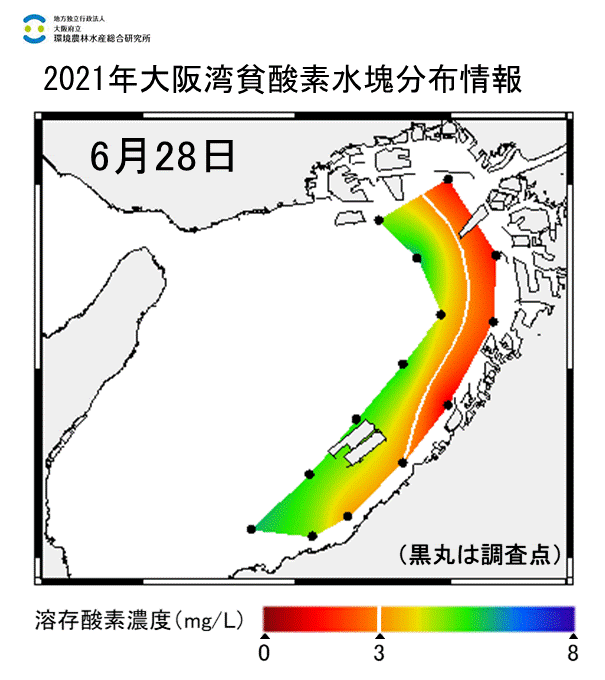 地方独立行政法人
大阪府立
環境農林水産総合研究所
2021年大阪湾貧酸素水塊分布情報
6月28日
(黒丸は調査点)
溶存酸素濃度(mg/L)
0 3 8